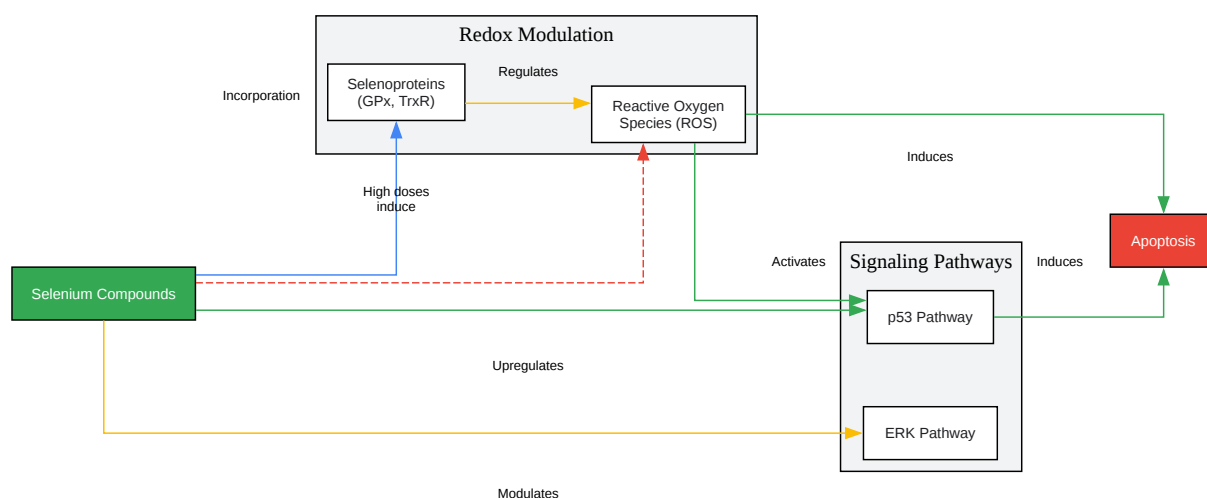 Redox Modulation
Selenoproteins
(GPx, TrxR)
Regulates
Incorporation
Reactive Oxygen
Species (ROS)
Induces
High doses
induce
Apoptosis
Activates
Signaling Pathways
Induces
Selenium Compounds
p53 Pathway
Upregulates
ERK Pathway
Modulates